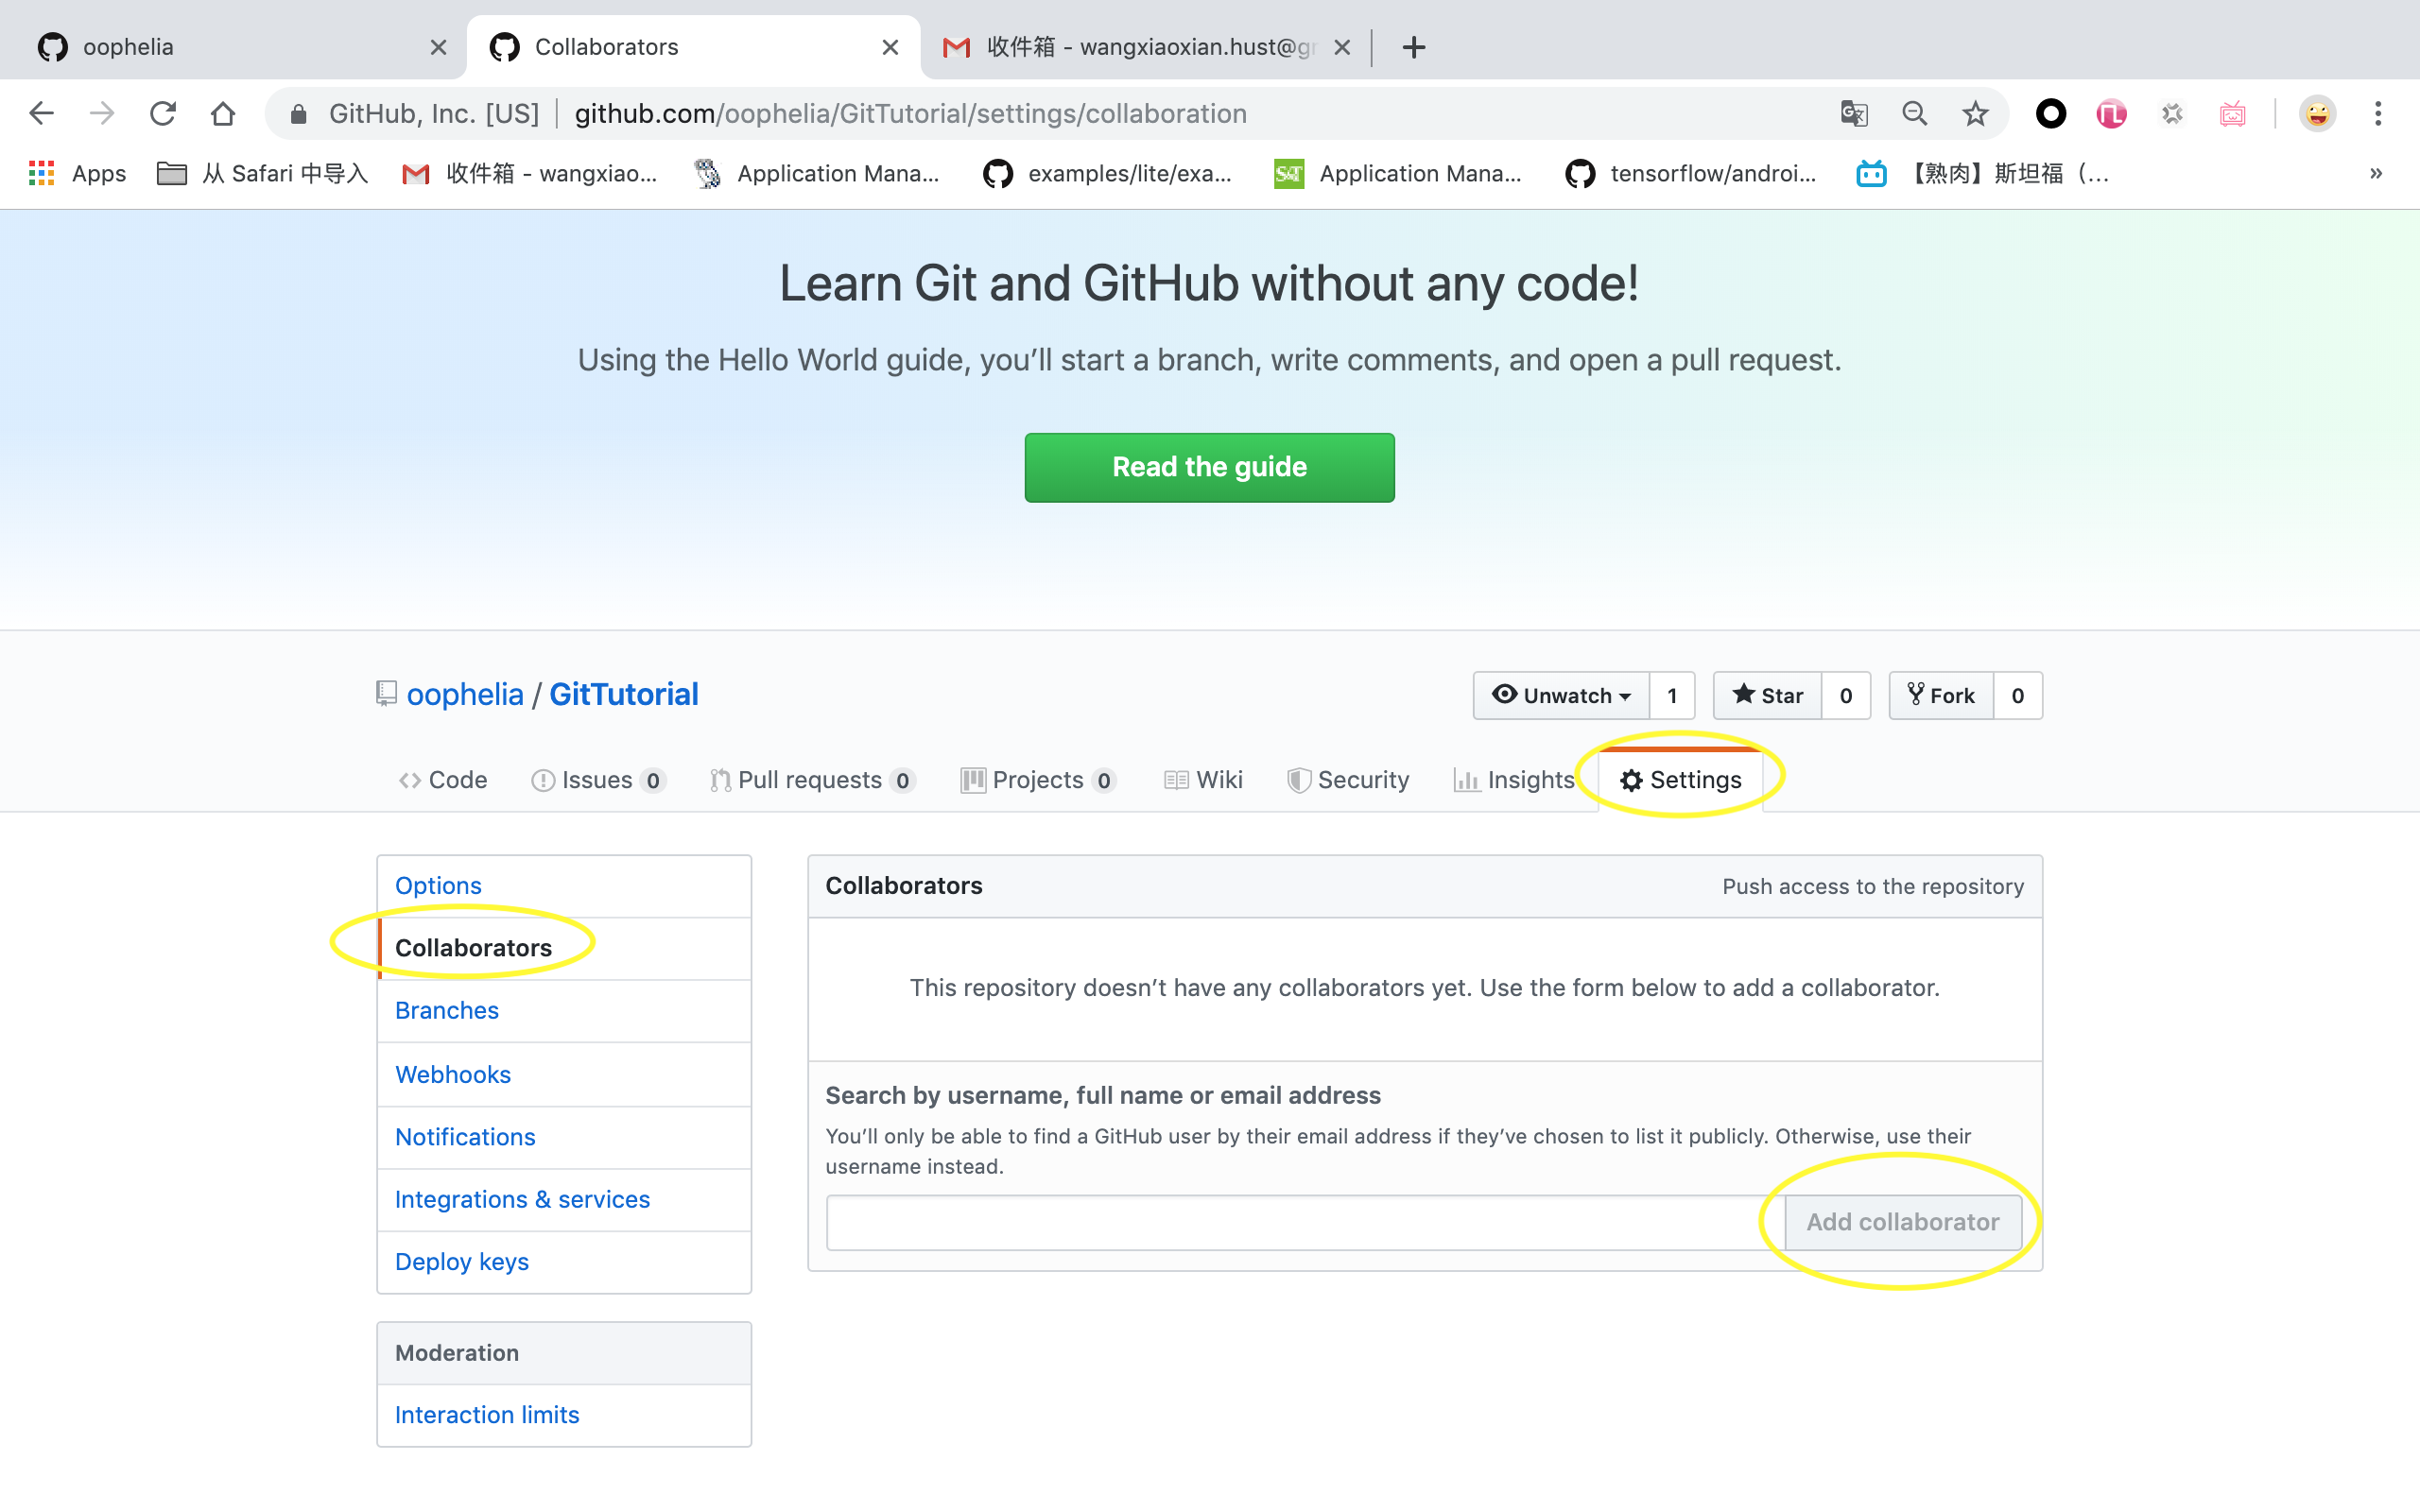 oophelia
Collaborators
收件箱 - wangxiaoxian.hust@gr
GitHub, Inc. [US] github.com/oophelia/GitTutorial/settings/collaboration
Apps 从 Safari 中导入 收件箱 - wangxiao... Application Mana... examples/lite/exa... S&T Application Mana... tensorflow/androi... 【熟肉】斯坦福（... »
Learn Git and GitHub without any code!
Using the Hello World guide, you’ll start a branch, write comments, and open a pull request.
Read the guide
oophelia / GitTutorial
Unwatch 1 Star 0 Fork 0
Code Issues 0 Pull requests 0 Projects 0 Wiki Security Insights Settings
Options
Collaborators
Branches
Webhooks
Notifications
Integrations & services
Deploy keys
Moderation
Interaction limits
Collaborators Push access to the repository
This repository doesn’t have any collaborators yet. Use the form below to add a collaborator.
Search by username, full name or email address
You’ll only be able to find a GitHub user by their email address if they’ve chosen to list it publicly. Otherwise, use their
username instead.
Add collaborator